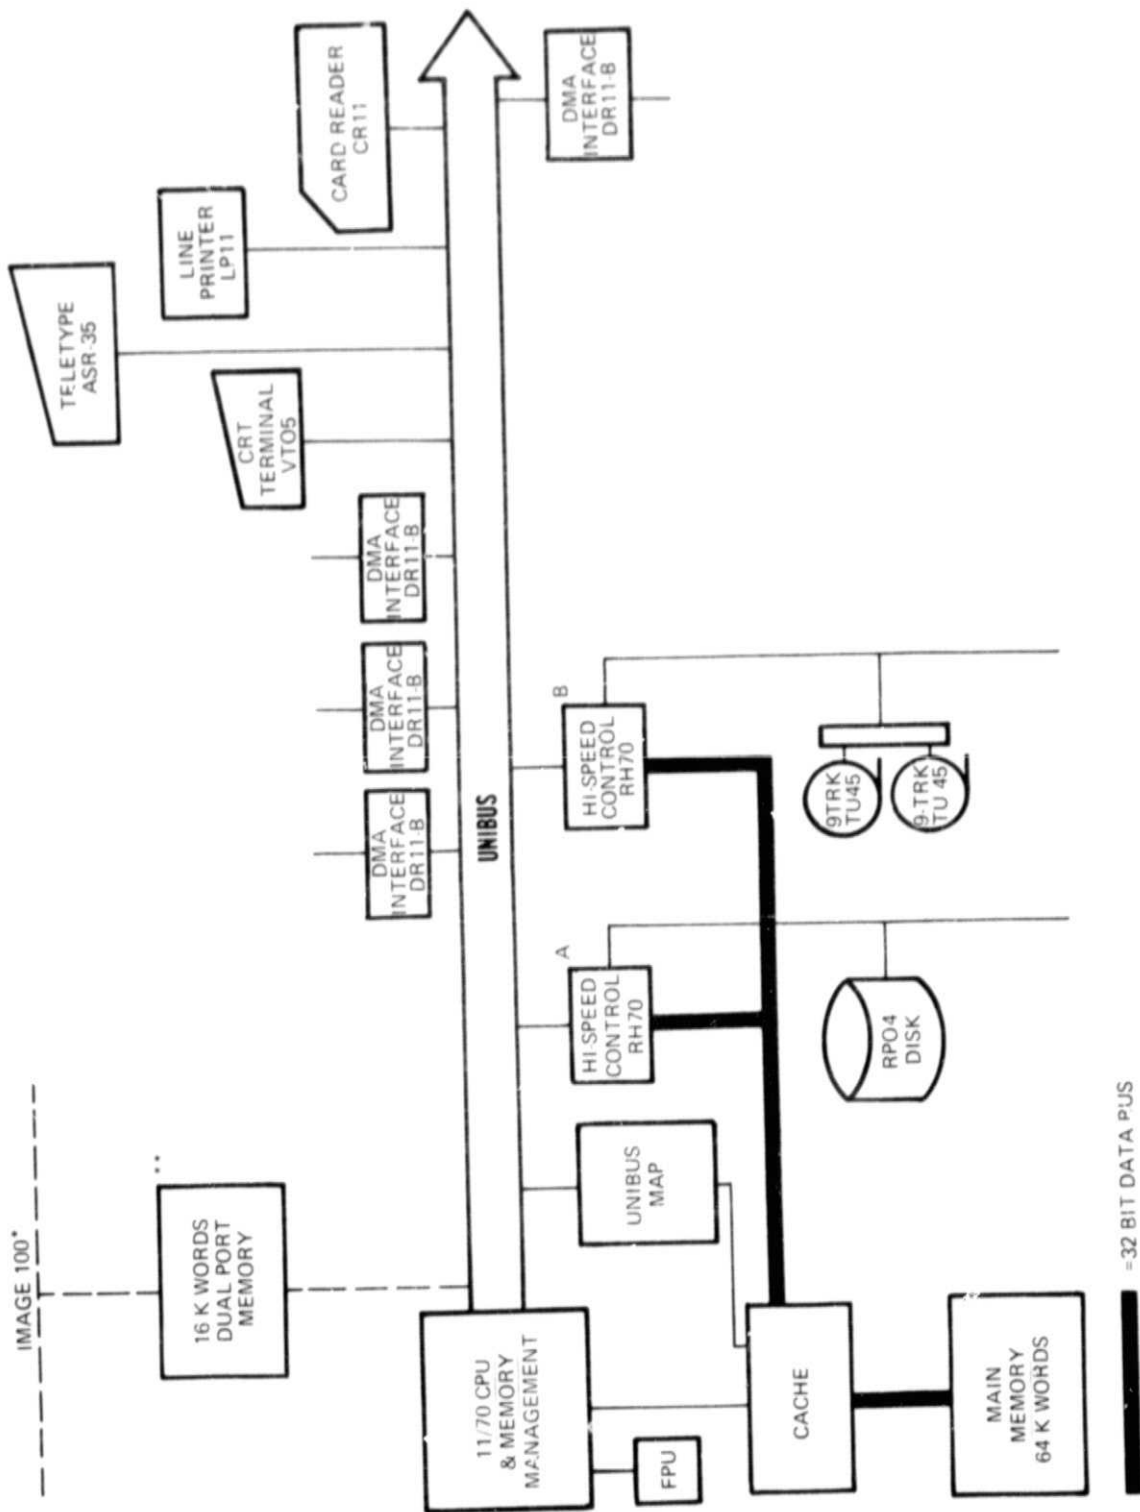 IMAGE 100*
16 K WORDS
DUAL PORT
MEMORY
**
TELETYPE
ASR-35
LINE
PRINTER
LP11
CARD READER
CR11
CRT
TERMINAL
VTO5
DMA
INTERFACE
DR11-B
DMA
INTERFACE
DR11-B
DMA
INTERFACE
DR11-B
UNIBUS
DMA
INTERFACE
DR11-B
11/70 CPU
& MEMORY
MANAGEMENT
FPU
UNIBUS
MAP
A
HI-SPEED
CONTROL
RH70
B
HI-SPEED
CONTROL
RH70
CACHE
RPO4
DISK
9TRK
TU45
9-TRK
TU 45
MAIN
MEMORY
64 K WORDS
=32 BIT DATA BUS